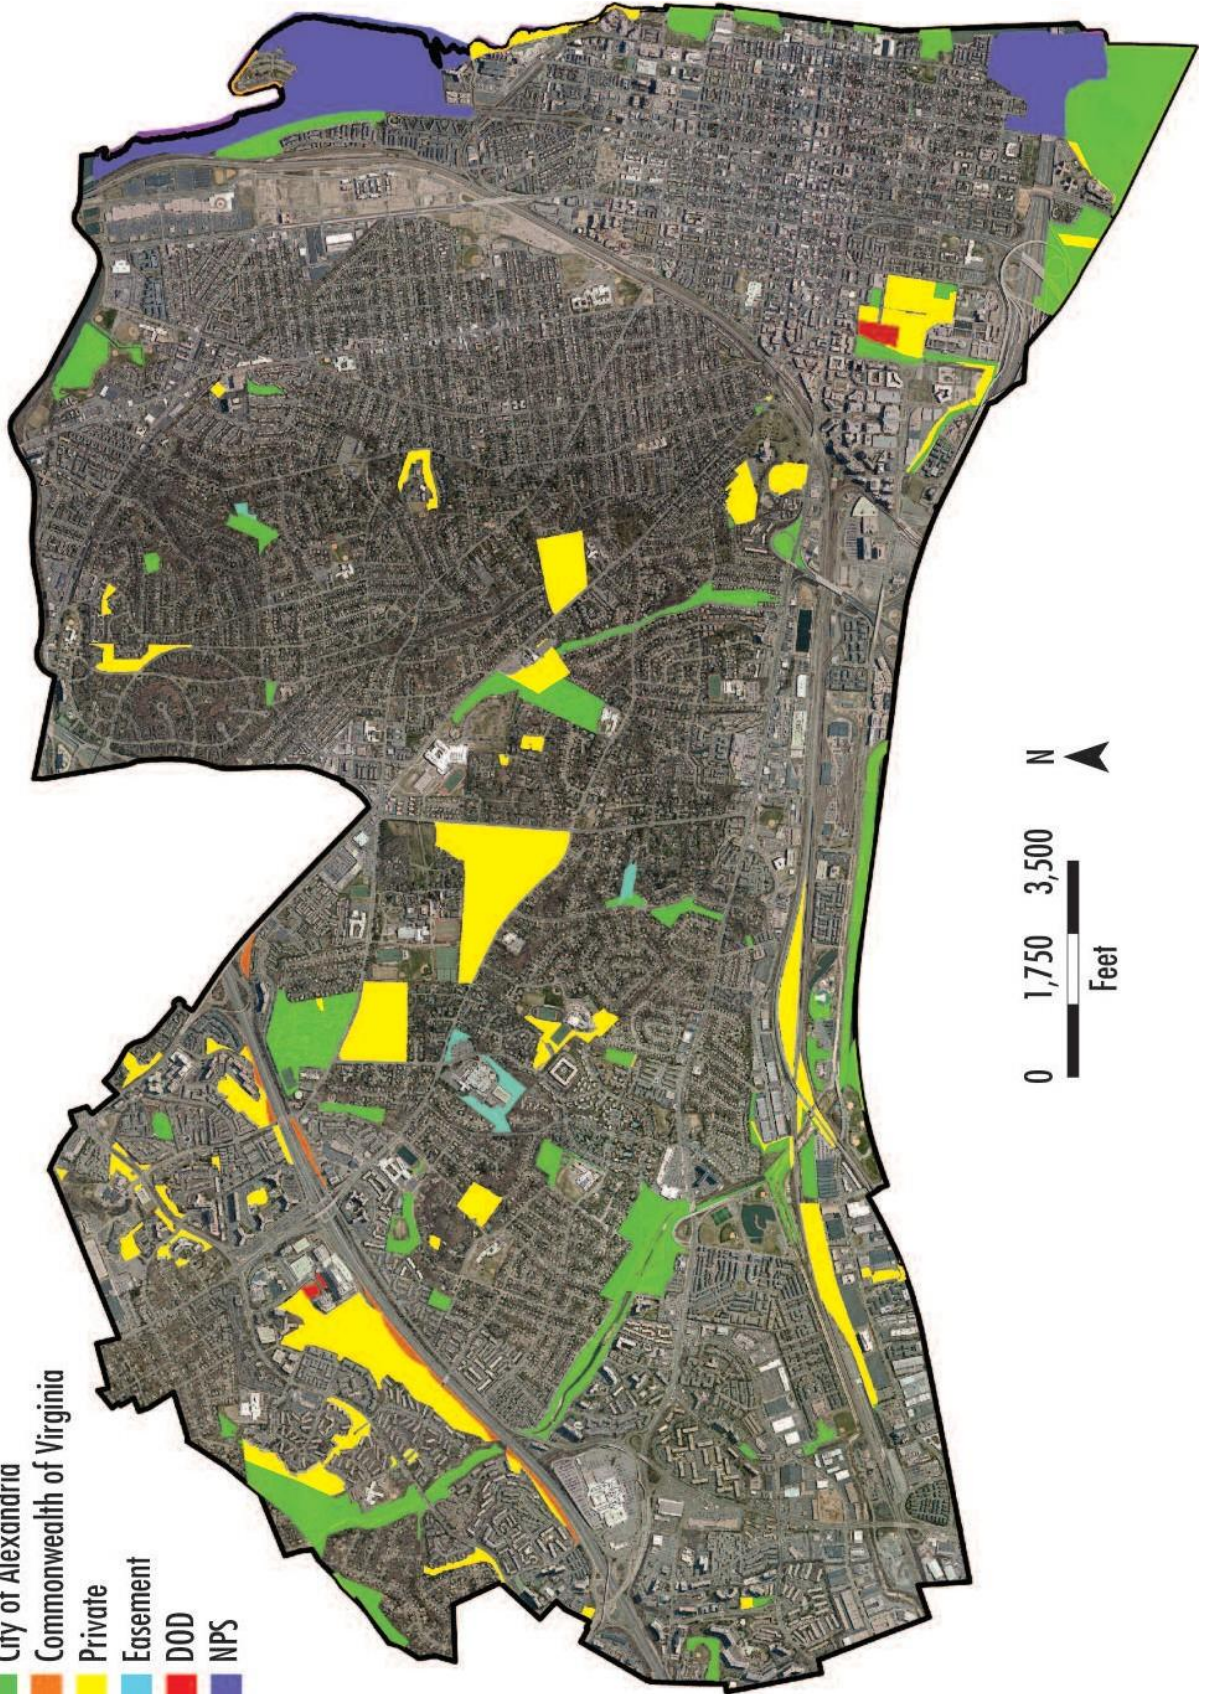 City of Alexandria
Commonwealth of Virginia
Private
Easement
DOD
NPS
N
0 1,750 3,500
Feet